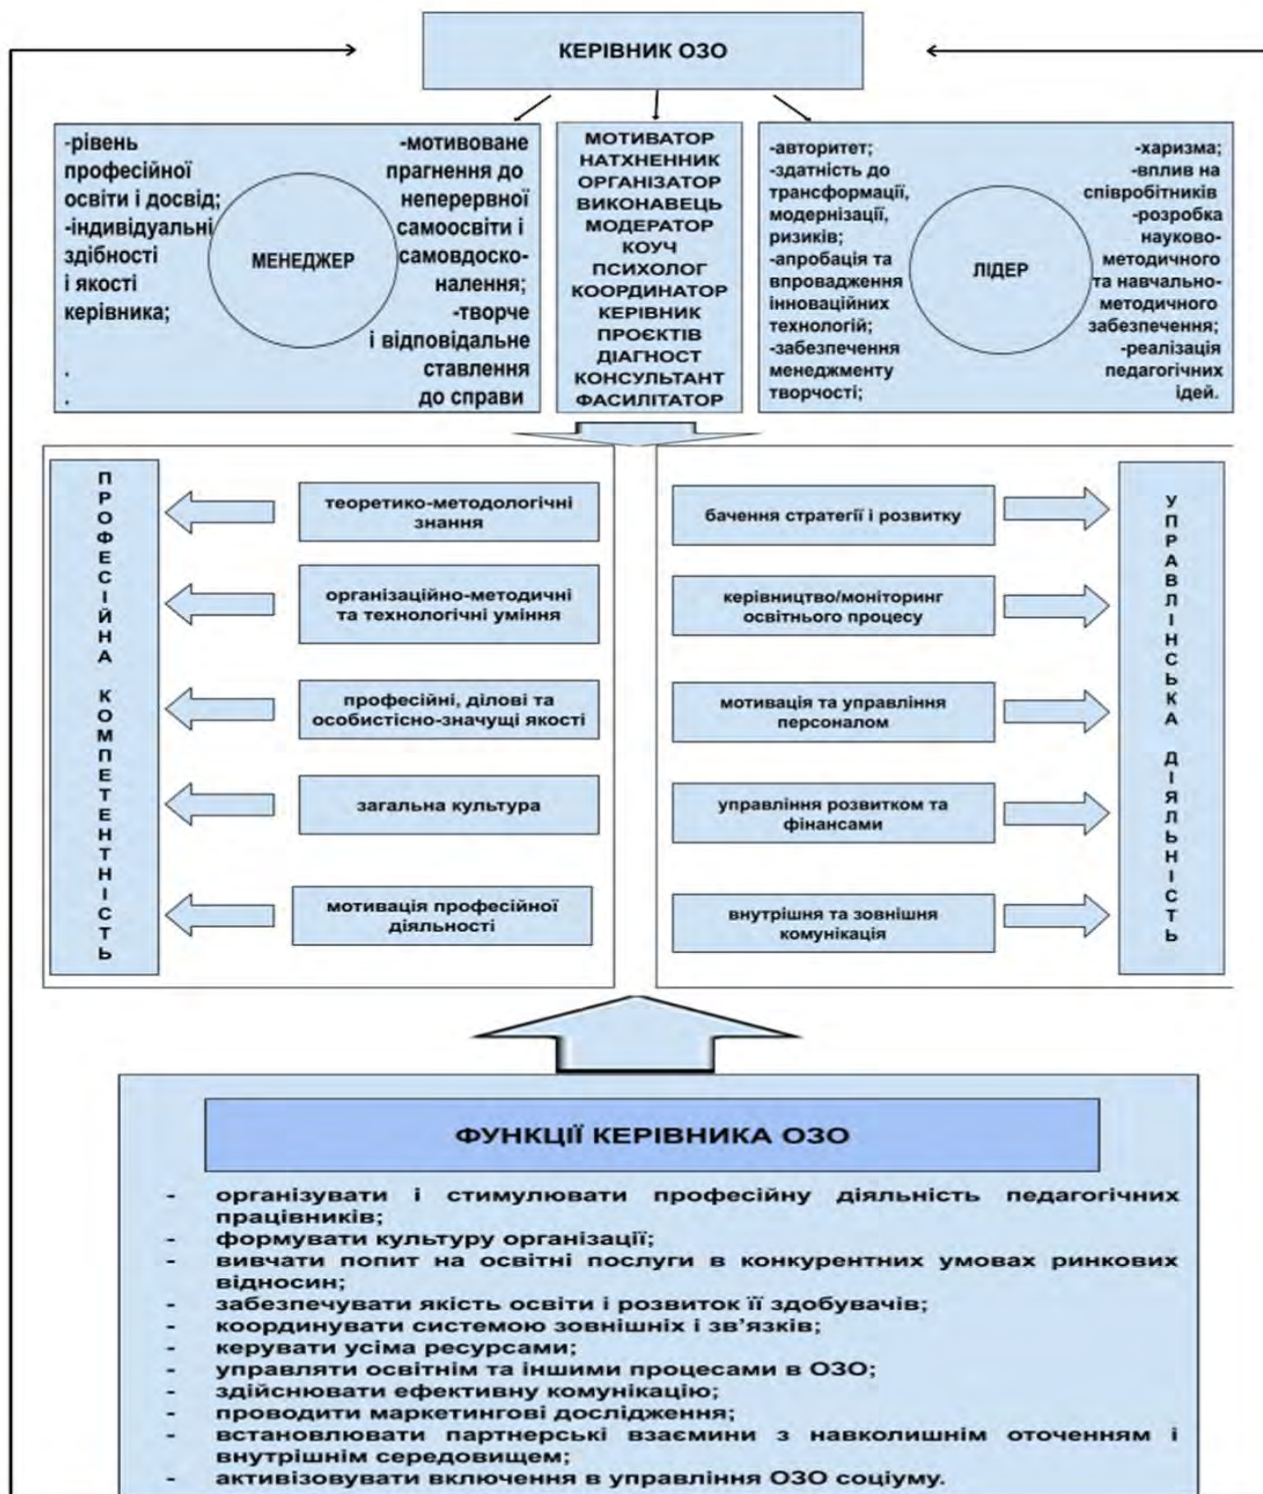 КЕРІВНИК ОЗО
-рівень
професійної
освіти і досвід;
-індивідуальні
здібності
і якості
керівника;
.
.
МЕНЕДЖЕР
-мотивоване
прагнення до
неперервної
самоосвіти і
самовдоско-
налення;
-творче
і відповідальне
ставлення
до справи
МОТИВАТОР
НАТХНЕННИК
ОРГАНІЗАТОР
ВИКОНАВЕЦЬ
МОДЕРАТОР
КОУЧ
ПСИХОЛОГ
КООРДИНАТОР
КЕРІВНИК
ПРОЄКТІВ
ДІАГНОСТ
КОНСУЛЬТАНТ
ФАСИЛІТАТОР
-авторитет;
-здатність до
трансформації,
модернізації,
ризиків;
-апробація та
впровадження
інноваційних
технологій;
-забезпечення
менеджменту
творчості;
ЛІДЕР
-харизма;
-вплив на
співробітників
-розробка
науково-
методичного
та навчально-
методичного
забезпечення;
-реалізація
педагогічних
ідей.
ПРОФЕСІЙНА КОМПЕТЕНТНІСТЬ
теоретико-методологічні
знання
організаційно-методичні
та технологічні уміння
професійні, ділові та
особистісно-значущі якості
загальна культура
мотивація професійної
діяльності
бачення стратегії і розвитку
керівництво/моніторинг
освітнього процесу
мотивація та управління
персоналом
управління розвитком та
фінансами
внутрішня та зовнішня
комунікація
УПРАВЛІНСЬКА ДІЯЛЬНІСТЬ
ФУНКЦІЇ КЕРІВНИКА ОЗО
- організувати і стимулювати професійну діяльність педагогічних
працівників;
- формувати культуру організації;
- вивчати попит на освітні послуги в конкурентних умовах ринкових
відносин;
- забезпечувати якість освіти і розвиток її здобувачів;
- координувати системою зовнішніх і зв’язків;
- керувати усіма ресурсами;
- управляти освітнім та іншими процесами в ОЗО;
- здійснювати ефективну комунікацію;
- проводити маркетингові дослідження;
- встановлювати партнерські взаємини з навколишнім оточенням і
внутрішнім середовищем;
- активізовувати включення в управління ОЗО соціуму.